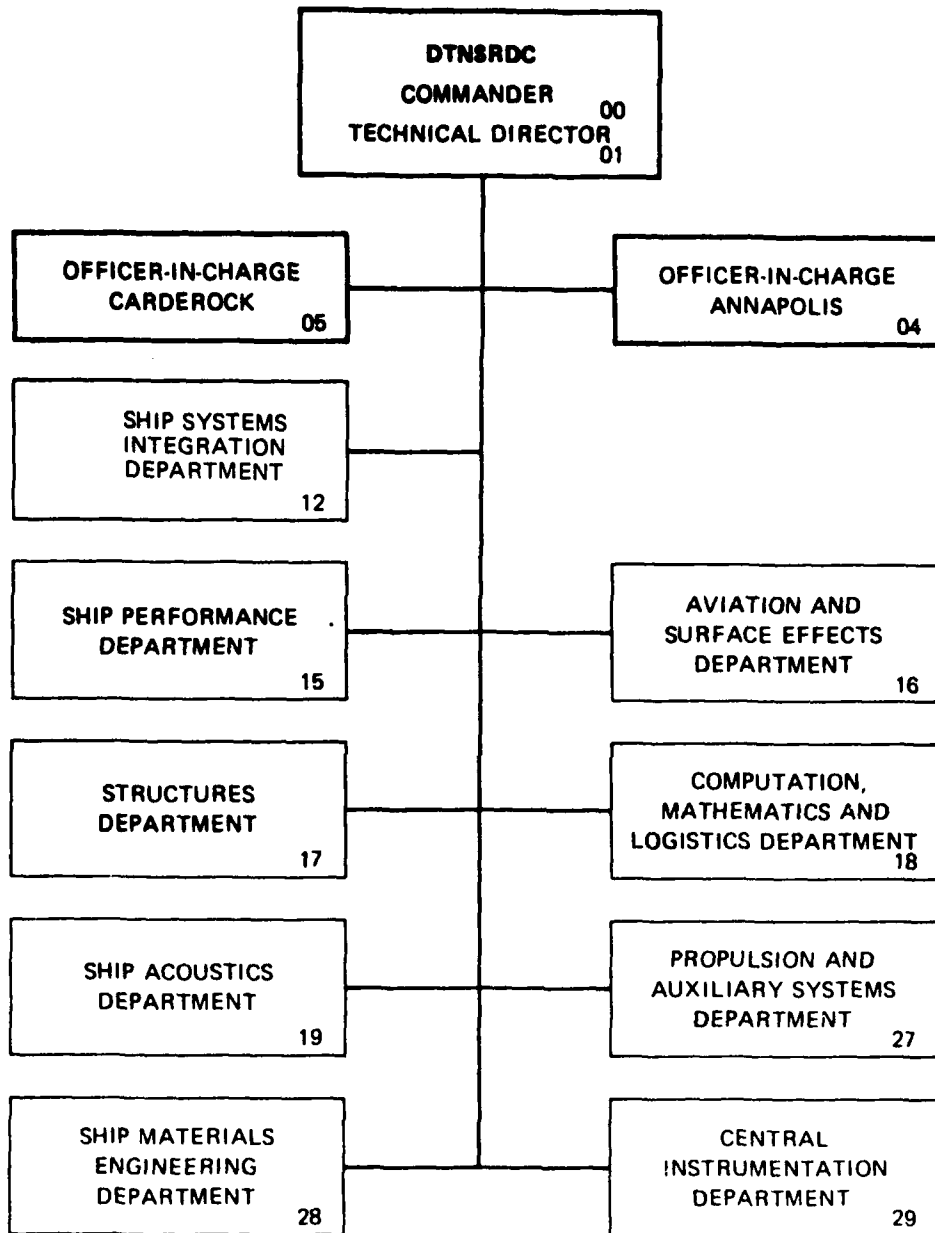 DTNSRDC
COMMANDER
00
TECHNICAL DIRECTOR
01
OFFICER-IN-CHARGE
CARDEROCK
05
OFFICER-IN-CHARGE
ANNAPOLIS
04
SHIP SYSTEMS
INTEGRATION
DEPARTMENT
12
SHIP PERFORMANCE
DEPARTMENT
15
AVIATION AND
SURFACE EFFECTS
DEPARTMENT
16
STRUCTURES
DEPARTMENT
17
COMPUTATION,
MATHEMATICS AND
LOGISTICS DEPARTMENT
18
SHIP ACOUSTICS
DEPARTMENT
19
PROPULSION AND
AUXILIARY SYSTEMS
DEPARTMENT
27
SHIP MATERIALS
ENGINEERING
DEPARTMENT
28
CENTRAL
INSTRUMENTATION
DEPARTMENT
29